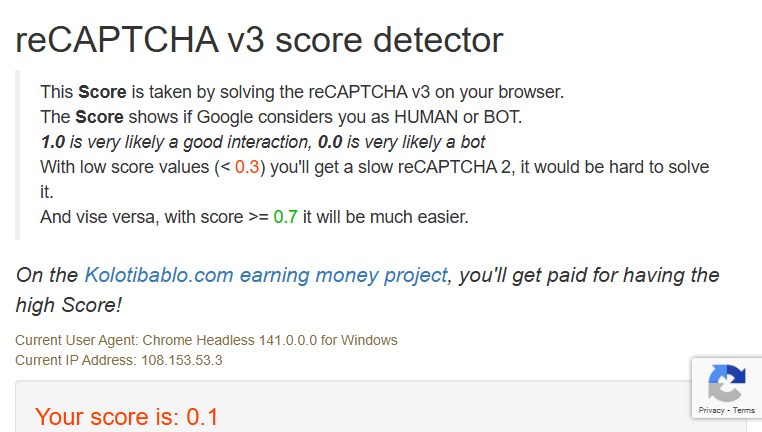 reCAPTCHA v3 score detector
This Score is taken by solving the reCAPTCHA v3 on your browser.
The Score shows if Google considers you as HUMAN or BOT.
1.0 is very likely a good interaction, 0.0 is very likely a bot
With low score values (< 0.3) you'll get a slow reCAPTCHA 2, it would be hard to solve
it.
And vise versa, with score >= 0.7 it will be much easier.
On the Kolotibablo.com earning money project, you'll get paid for having the
high Score!
Current User Agent: Chrome Headless 141.0.0.0 for Windows
Current IP Address: 108.153.53.3
Your score is: 0.1
Privacy - Terms